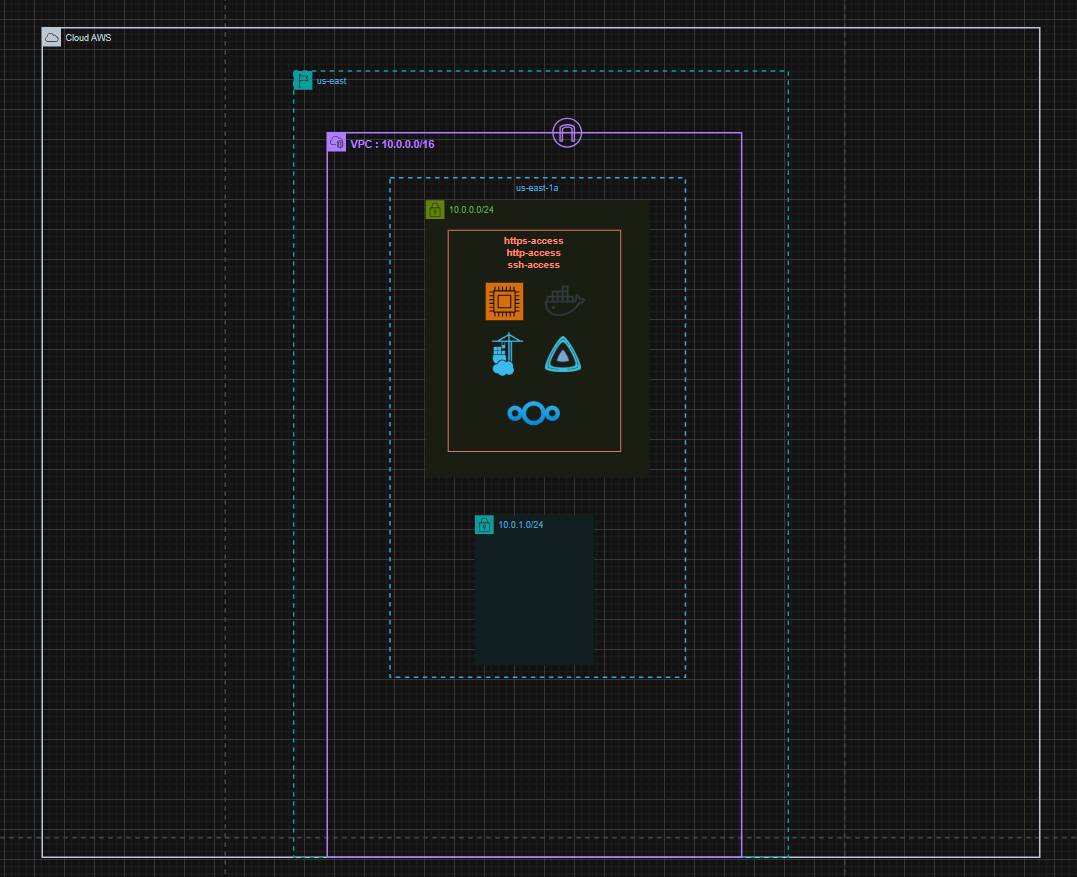 Cloud AWS
us-east
VPC : 10.0.0.0/16
us-east-1a
10.0.0.0/24
https-access
http-access
ssh-access
10.0.1.0/24